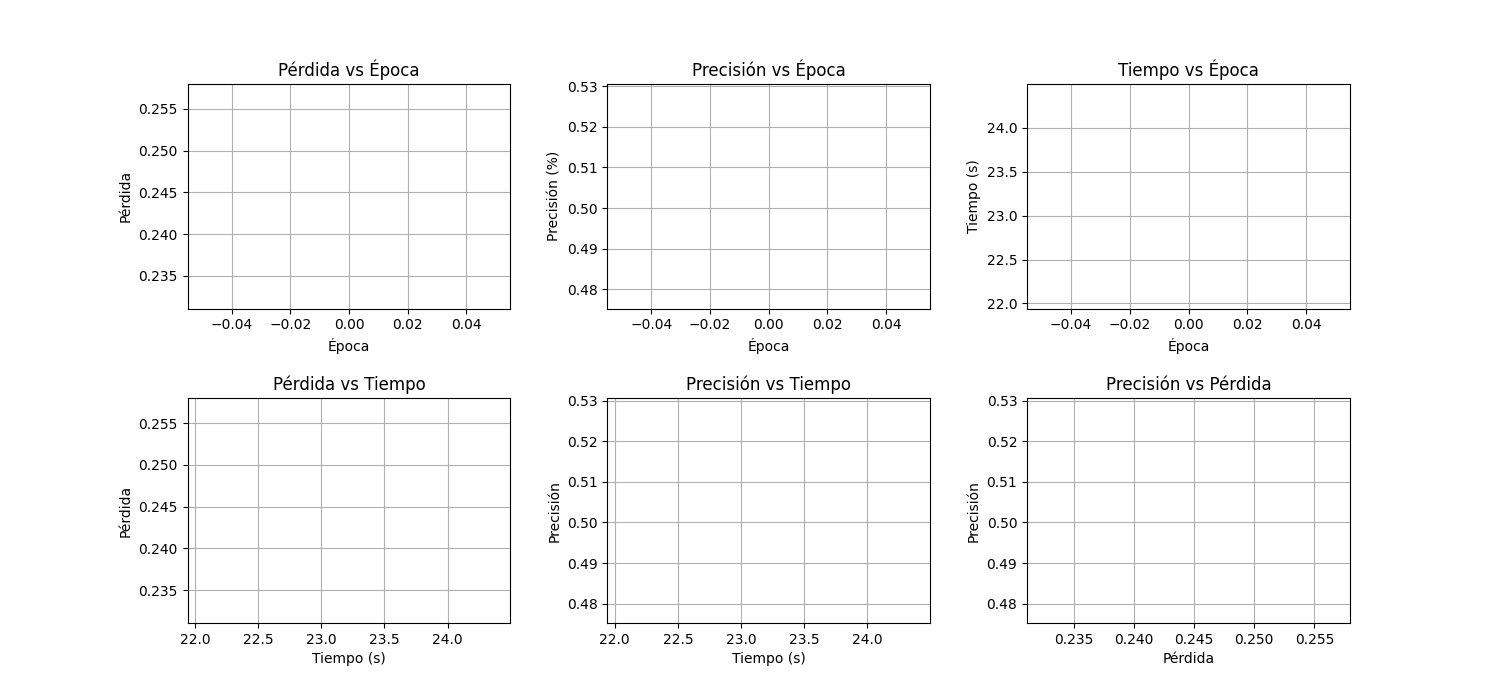 Pérdida vs Época
Precisión vs Época
Tiempo vs Época
Pérdida
0.255
0.250
0.245
0.240
0.235
−0.04 −0.02 0.00 0.02 0.04
Época
Precisión (%)
0.53
0.52
0.51
0.50
0.49
0.48
−0.04 −0.02 0.00 0.02 0.04
Época
Tiempo (s)
24.0
23.5
23.0
22.5
22.0
−0.04 −0.02 0.00 0.02 0.04
Época
Pérdida vs Tiempo
Precisión vs Tiempo
Precisión vs Pérdida
Pérdida
0.255
0.250
0.245
0.240
0.235
22.0 22.5 23.0 23.5 24.0
Tiempo (s)
Precisión
0.53
0.52
0.51
0.50
0.49
0.48
22.0 22.5 23.0 23.5 24.0
Tiempo (s)
Precisión
0.53
0.52
0.51
0.50
0.49
0.48
0.235 0.240 0.245 0.250 0.255
Pérdida